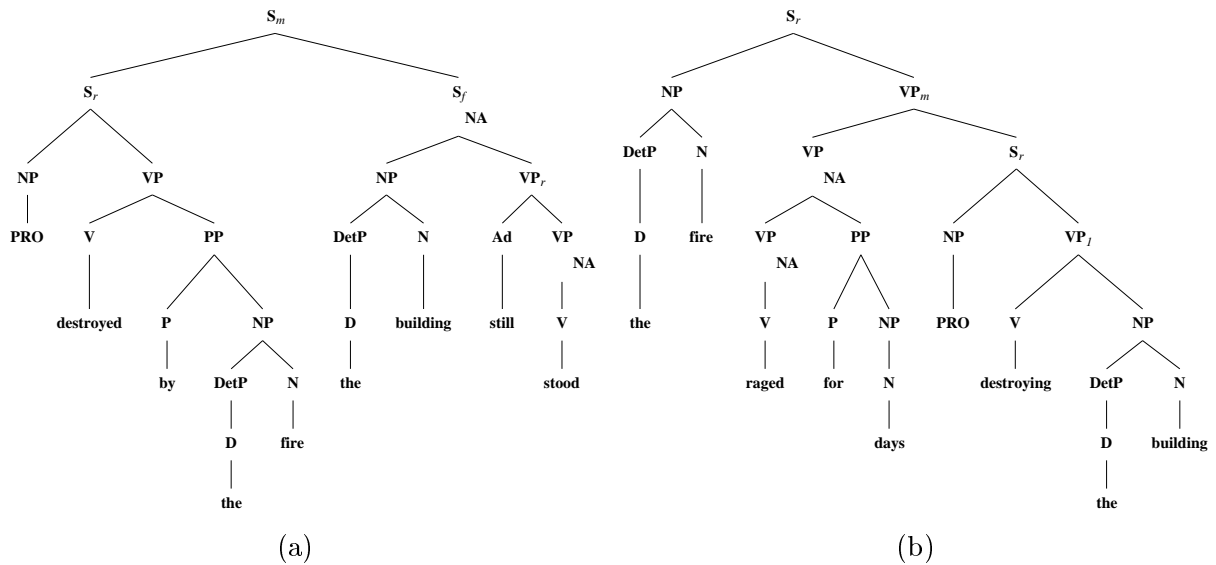 S_m S_r
S_r S_f NP VP_m
NA
DetP N VP S_r
NP VP NP VP_r NA
PRO V PP DetP N Ad VP D fire VP PP NP VP_1
NA NA
destroyed P NP D building still V the V P NP PRO V NP
by DetP N the stood raged for N destroying DetP N
D fire days D building
the the
(a) (b)